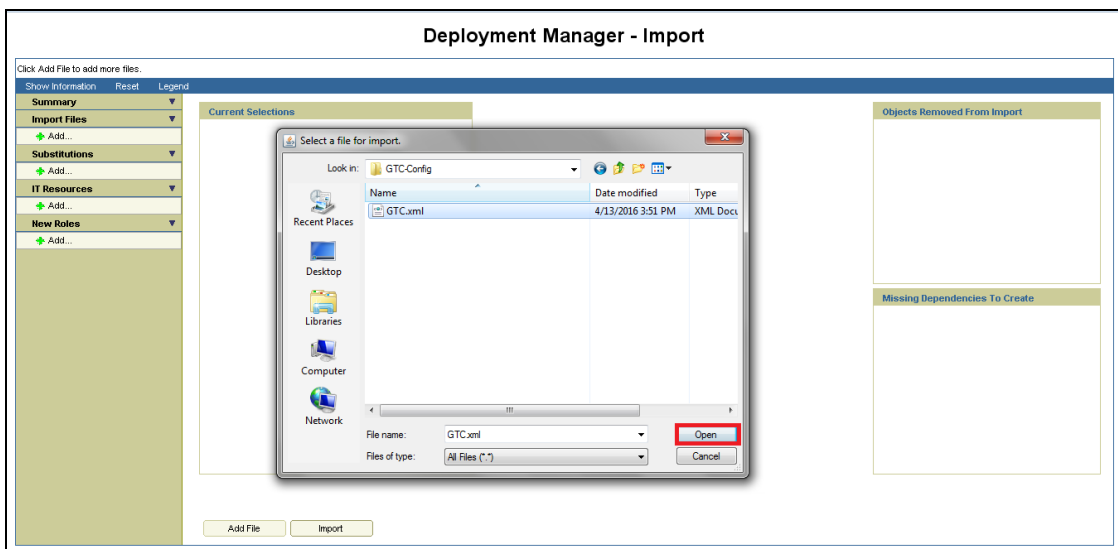 Deployment Manager - Import
Click Add File to add more files.
Show Information Reset Legend
Summary
Import Files
Add...
Substitutions
Add...
IT Resources
Add...
New Roles
Add...
Current Selections
Objects Removed From Import
Missing Dependencies To Create
Select a file for import.
Look in: GTC-Config
Recent Places
Desktop
Libraries
Computer
Network
Name Date modified Type
GTC.xml 4/13/2016 3:51 PM XML Docu
File name: GTC.xml Open
Files of type: All Files (*.*) Cancel
Add File Import